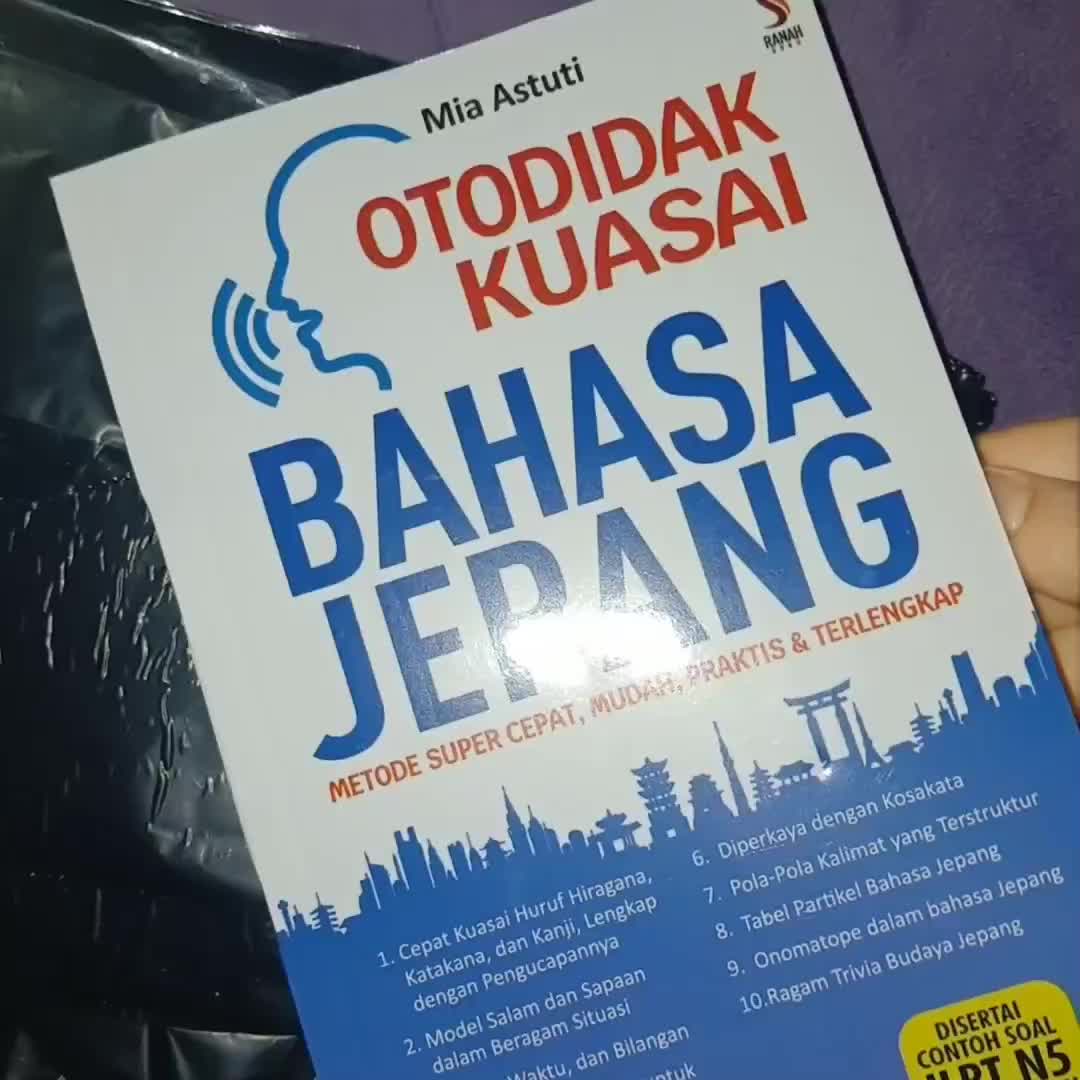 RANAH
Mia Astuti
OTODIDAK
KUASAI
BAHASA
JEPANG
METODE SUPER CEPAT, MUDAH, PRAKTIS & TERLENGKAP
1. Cepat Kuasai Huruf Hiragana,
Katakana, dan Kanji, Lengkap
dengan Pengucapannya
2. Model Salam dan Sapaan
dalam Beragam Situasi
Waktu, dan Bilangan
6. Diperkaya dengan Kosakata
7. Pola-Pola Kalimat yang Terstruktur
8. Tabel Partikel Bahasa Jepang
9. Onomatope dalam bahasa Jepang
10.Ragam Trivia Budaya Jepang
DISERTAI
CONTOH SOAL
N5